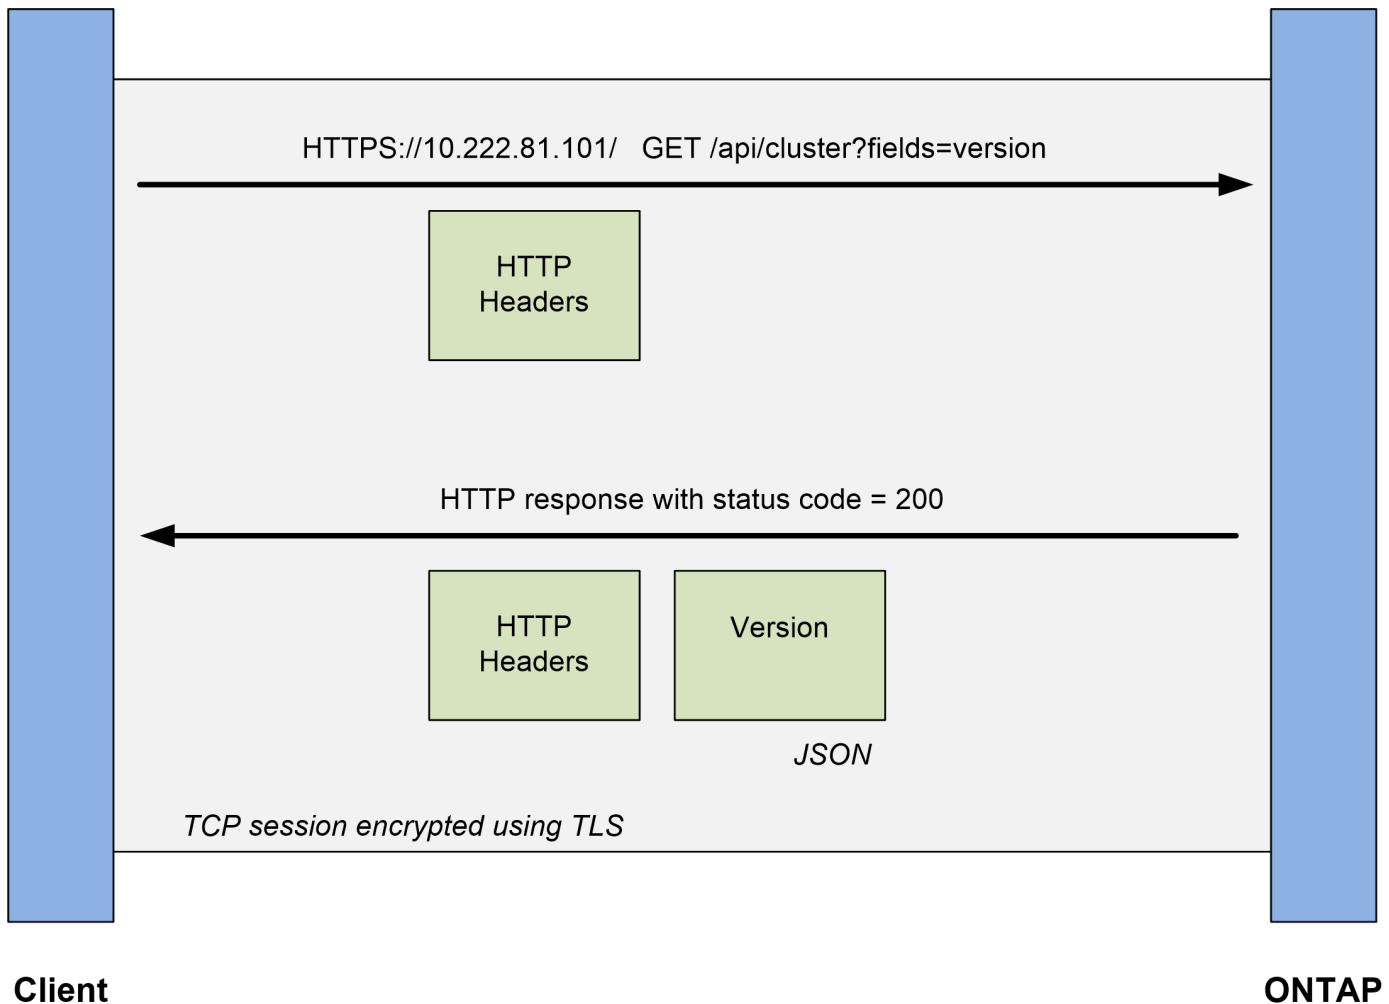 HTTPS://10.222.81.101/   GET /api/cluster?fields=version
HTTP
Headers
HTTP response with status code = 200
HTTP
Headers
Version
JSON
TCP session encrypted using TLS
Client
ONTAP